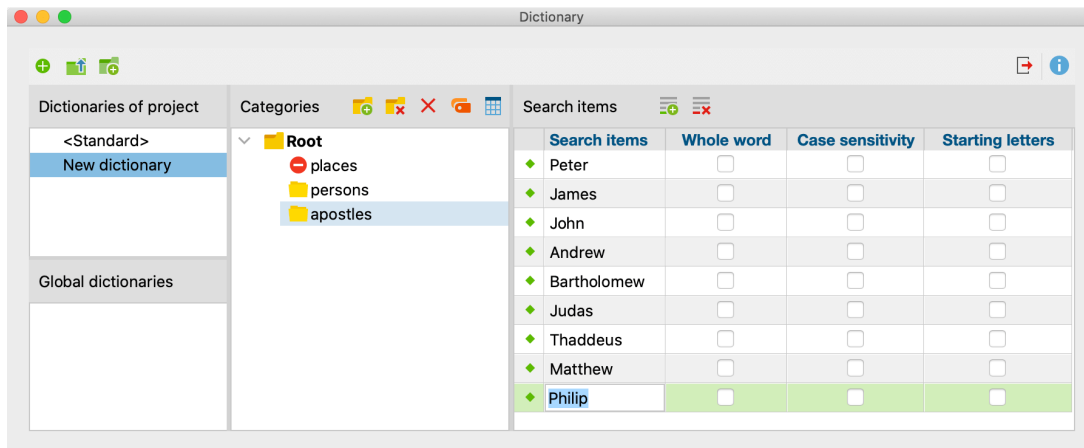 Dictionary
Dictionaries of project
<Standard>
New dictionary
Global dictionaries
Categories
Root
places
persons
apostles
Search items
Search items Whole word Case sensitivity Starting letters
Peter
James
John
Andrew
Bartholomew
Judas
Thaddeus
Matthew
Philip